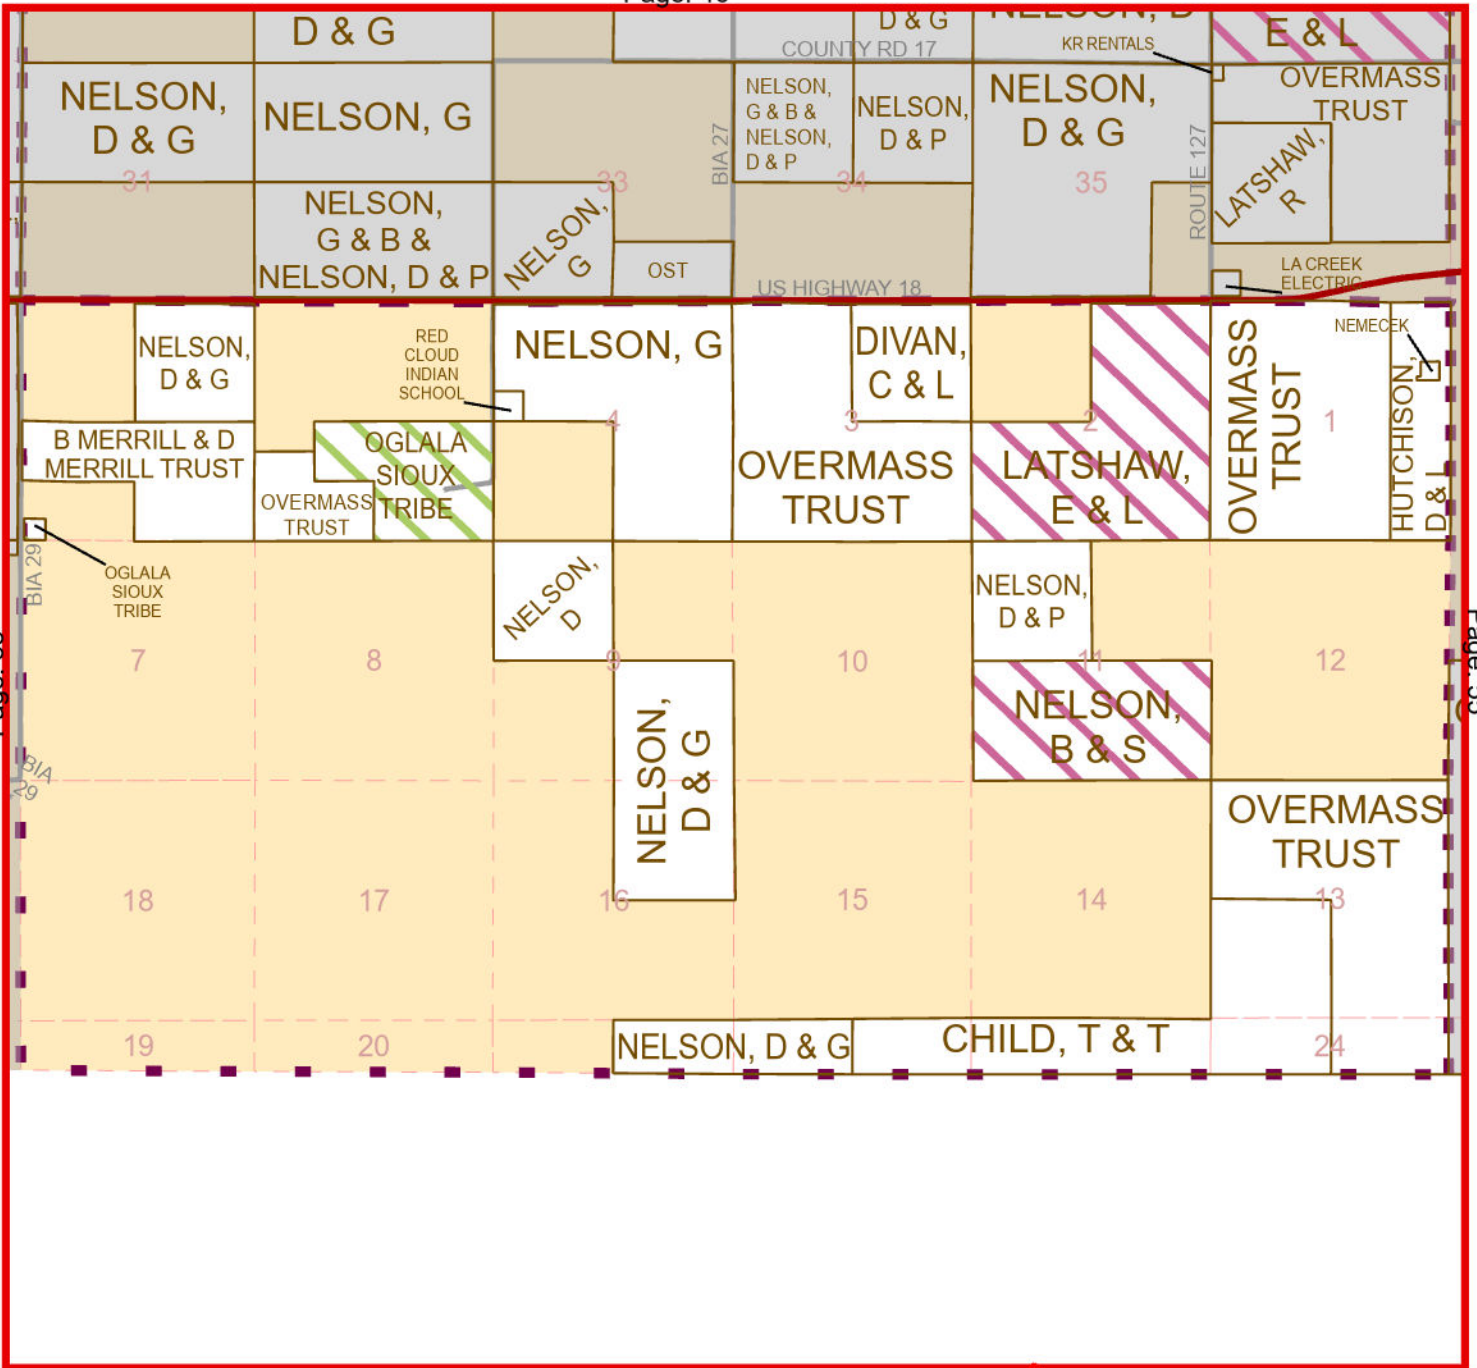 D & G
D & G
COUNTY RD 17
KR RENTALS
E & L
NELSON,
D & G
NELSON, G
NELSON,
G & B &
NELSON,
D & P
NELSON,
D & P
NELSON,
D & G
OVERMASS
TRUST
LATSHAW,
R
BIA 27
ROUTE 127
31
33
34
35
NELSON,
G & B &
NELSON, D & P
NELSON,
G
OST
LA CREEK
ELECTRIC
US HIGHWAY 18
NELSON,
D & G
RED
CLOUD
INDIAN
SCHOOL
NELSON, G
DIVAN,
C & L
OVERMASS
TRUST
NEMECEK
HUTCHISON,
D & L
4
3
2
1
B MERRILL & D
MERRILL TRUST
OGLALA
SIOUX
TRIBE
OVERMASS
TRUST
OVERMASS
TRUST
LATSHAW,
E & L
BIA 29
OGLALA
SIOUX
TRIBE
NELSON,
D
NELSON,
D & P
7
8
9
10
11
12
NELSON,
D & G
NELSON,
B & S
BIA
29
OVERMASS
TRUST
18
17
16
15
14
13
19
20
NELSON, D & G
CHILD, T & T
24